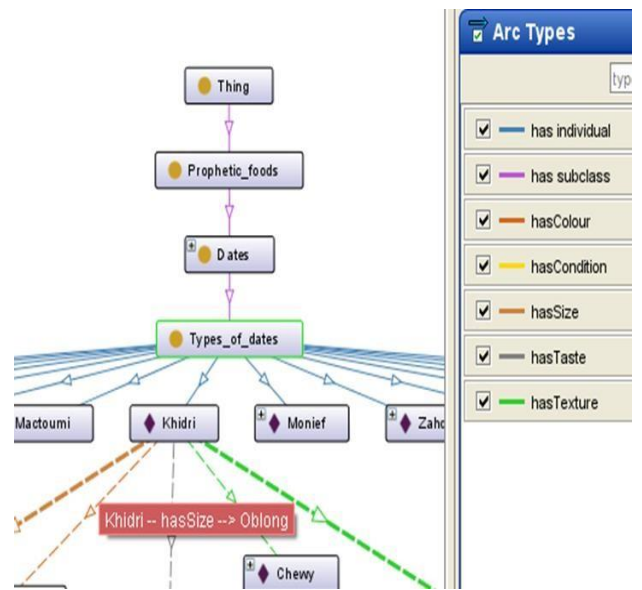 Thing
Prophetic_foods
Dates
Types_of_dates
Mactoumi
Khidri
Monief
Khidri -- hasSize --> Oblong
Chewy
Arc Types
has individual
has subclass
hasColour
hasCondition
hasSize
hasTaste
hasTexture